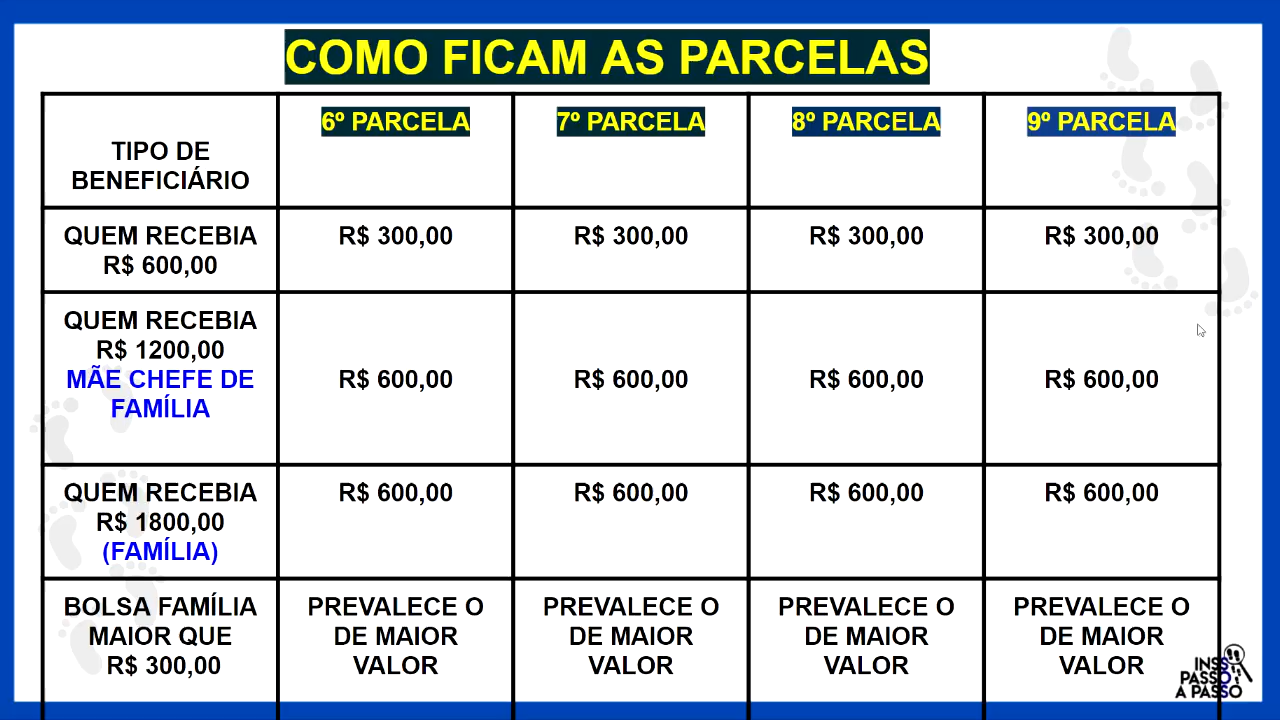 COMO FICAM AS PARCELAS
TIPO DE
BENEFICIÁRIO
6º PARCELA
7º PARCELA
8º PARCELA
9º PARCELA
QUEM RECEBIA
R$ 600,00
R$ 300,00
R$ 300,00
R$ 300,00
R$ 300,00
QUEM RECEBIA
R$ 1200,00
MÃE CHEFE DE
FAMÍLIA
R$ 600,00
R$ 600,00
R$ 600,00
R$ 600,00
QUEM RECEBIA
R$ 1800,00
(FAMÍLIA)
R$ 600,00
R$ 600,00
R$ 600,00
R$ 600,00
BOLSA FAMÍLIA
MAIOR QUE
R$ 300,00
PREVALECE O
DE MAIOR
VALOR
PREVALECE O
DE MAIOR
VALOR
PREVALECE O
DE MAIOR
VALOR
PREVALECE O
DE MAIOR
VALOR
INSS
PASSO
A PASSO